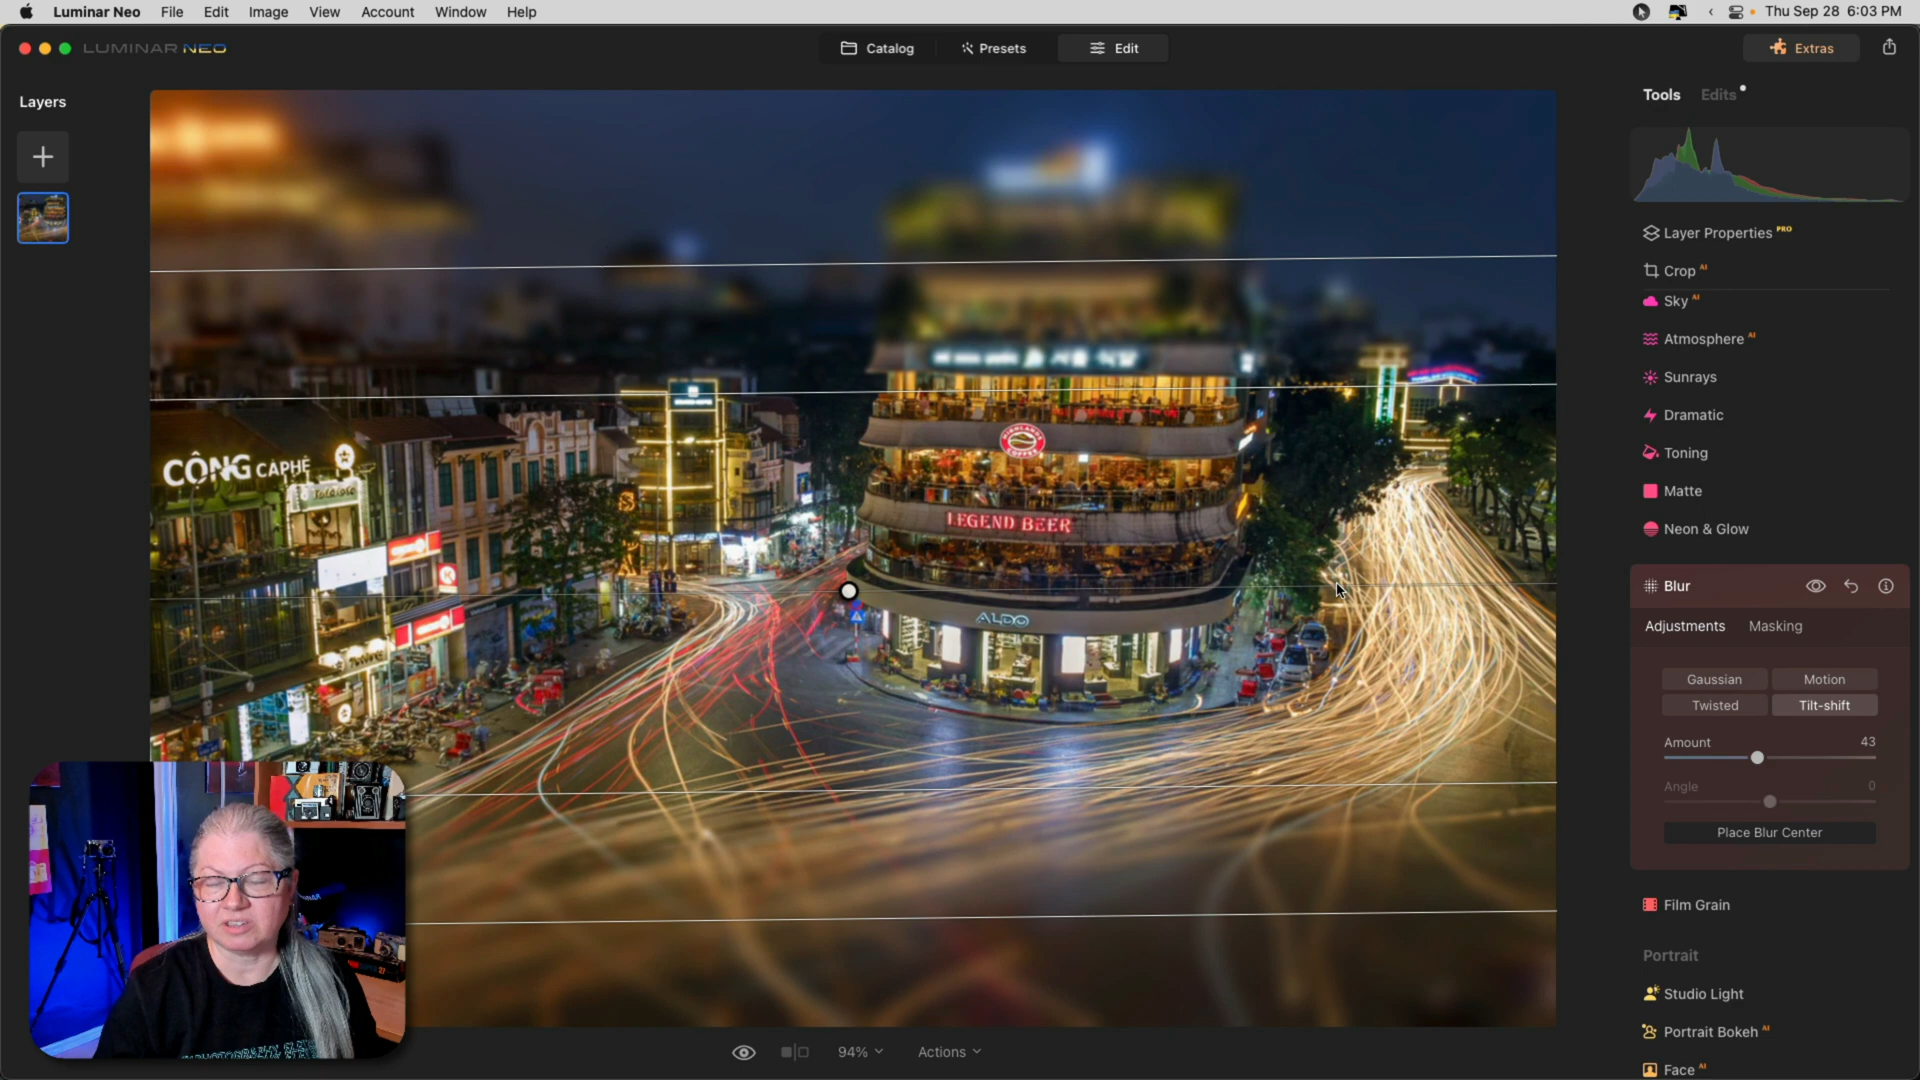 Luminar Neo File Edit Image View Account Window Help
Thu Sep 28 6:03 PM
LUMINAR NEO
Catalog
Presets
Edit
Extras
Layers
Tools Edits
Layer Properties PRO
Crop AI
Sky AI
Atmosphere AI
Sunrays
Dramatic
Toning
Matte
Neon & Glow
Blur
Adjustments Masking
Gaussian Motion
Twisted Tilt-shift
Amount 43
Angle 0
Place Blur Center
Film Grain
Portrait
Studio Light
Portrait Bokeh AI
Face AI
CỘNG CAPHÊ
HIGHLANDS
COFFEE
LEGEND BEER
ALDO
94%
Actions